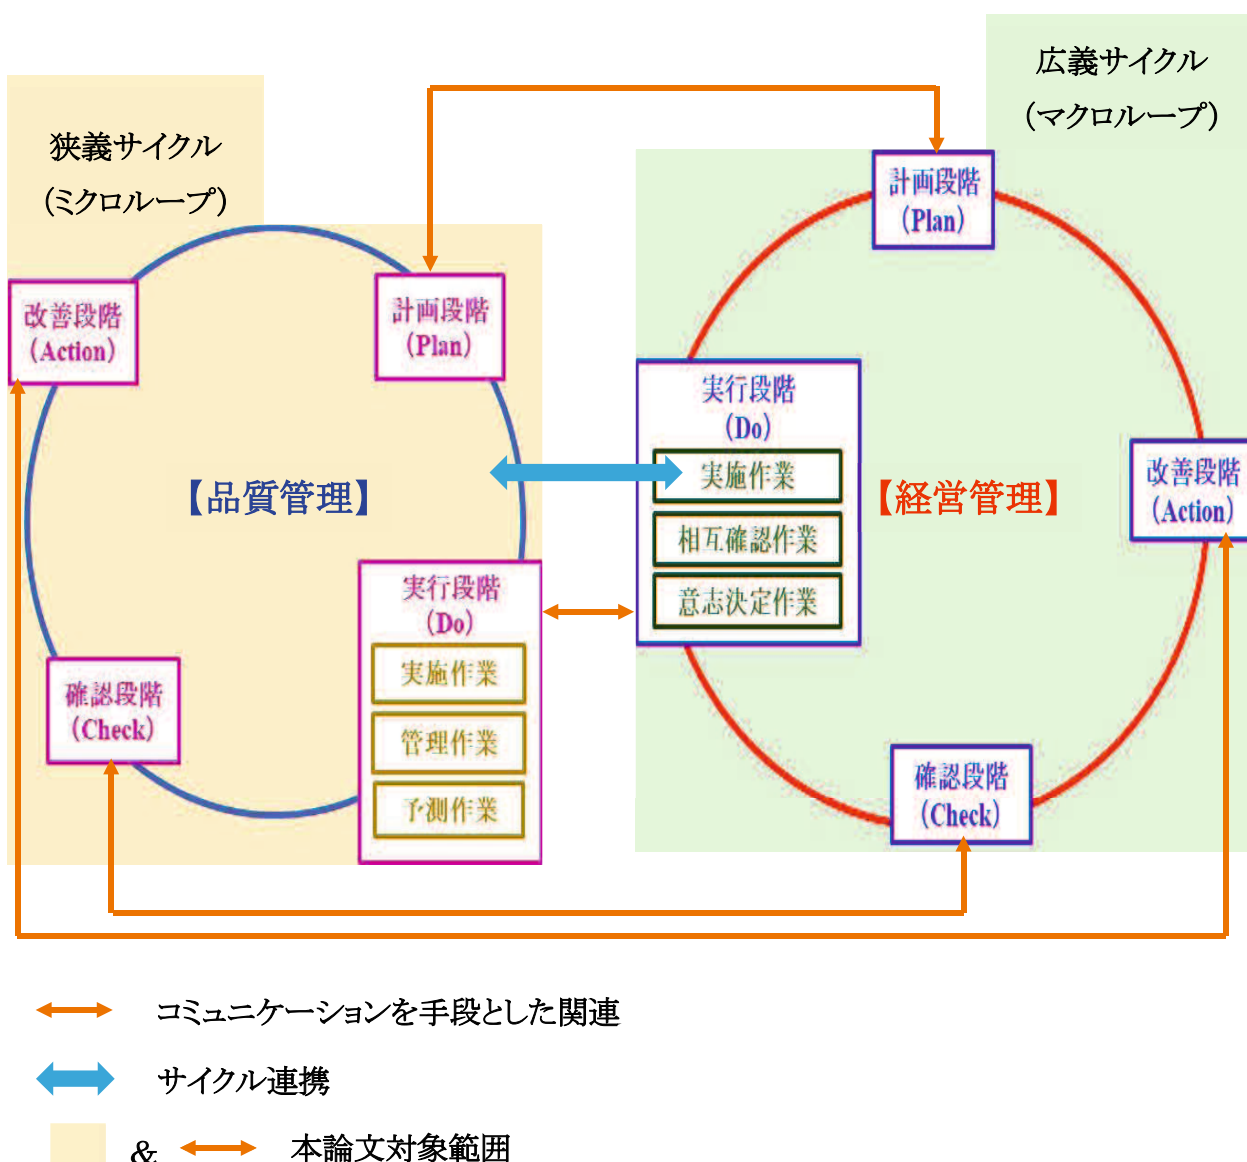 広義サイクル
（マクロループ）
狭義サイクル
（ミクロループ）
計画段階
（Plan）
改善段階
（Action）
計画段階
（Plan）
実行段階
（Do）
実施作業
相互確認作業
意志決定作業
【品質管理】
【経営管理】
改善段階
（Action）
実行段階
（Do）
実施作業
管理作業
予測作業
確認段階
（Check）
確認段階
（Check）
コミュニケーションを手段とした関連
サイクル連携
& 本論文対象範囲